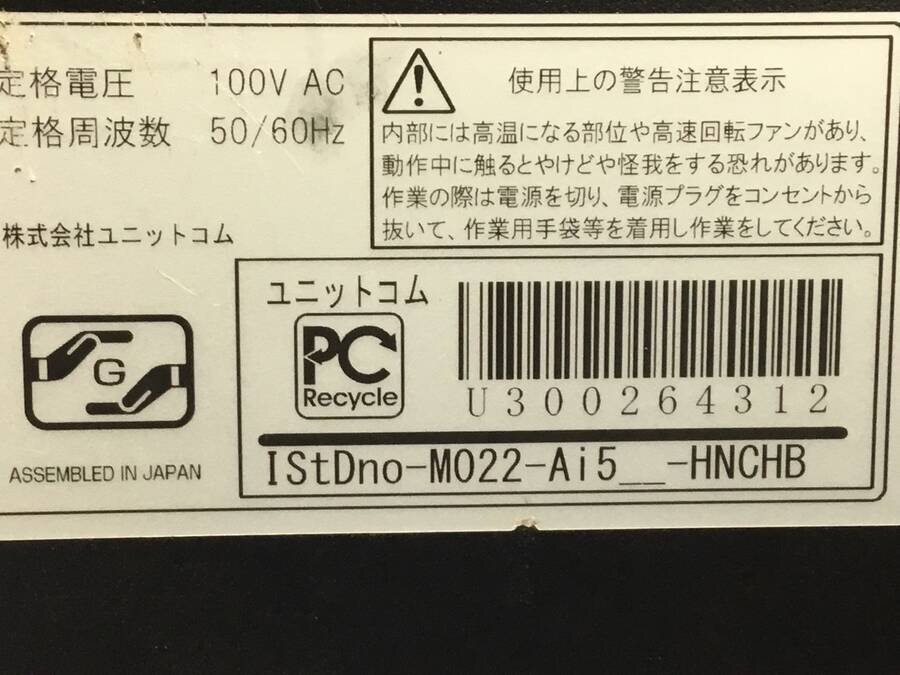 定格電圧 100V AC
定格周波数 50/60Hz
株式会社ユニットコム
使用上の警告注意表示
内部には高温になる部位や高速回転ファンがあり、
動作中に触るとやけどや怪我をする恐れがあります。
作業の際は電源を切り、電源プラグをコンセントから
抜いて、作業用手袋等を着用し作業をしてください。
G
ASSEMBLED IN JAPAN
ユニットコム
PC
Recycle
U300264312
IStDno-M022-Ai5__-HNCHB